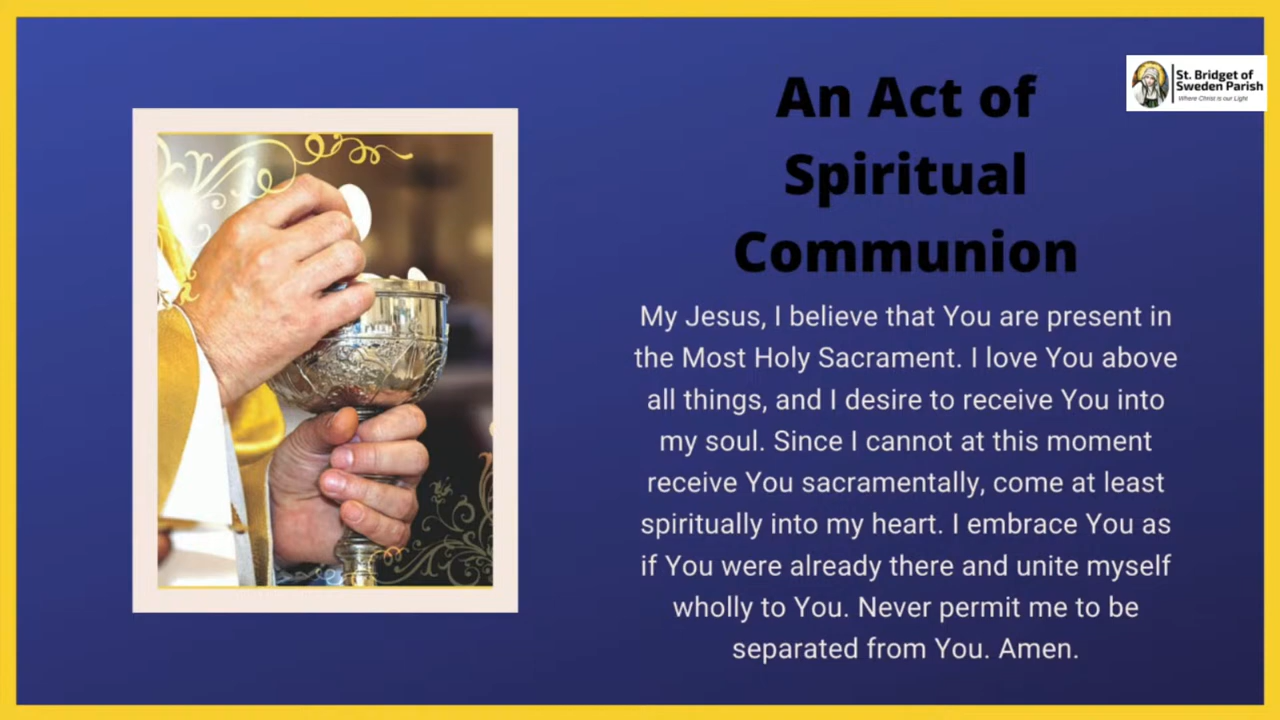 An Act of
Spiritual
Communion
St. Bridget of
Sweden Parish
Where Christ is our Light
My Jesus, I believe that You are present in
the Most Holy Sacrament. I love You above
all things, and I desire to receive You into
my soul. Since I cannot at this moment
receive You sacramentally, come at least
spiritually into my heart. I embrace You as
if You were already there and unite myself
wholly to You. Never permit me to be
separated from You. Amen.